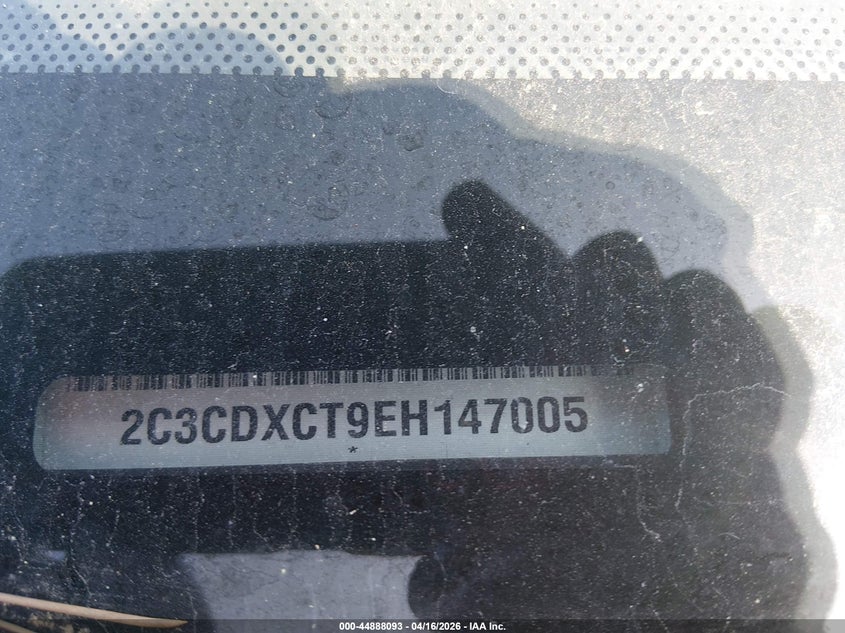 2C3CDXCT9EH147005
*
000-44888093 - 04/16/2026 - IAA Inc.